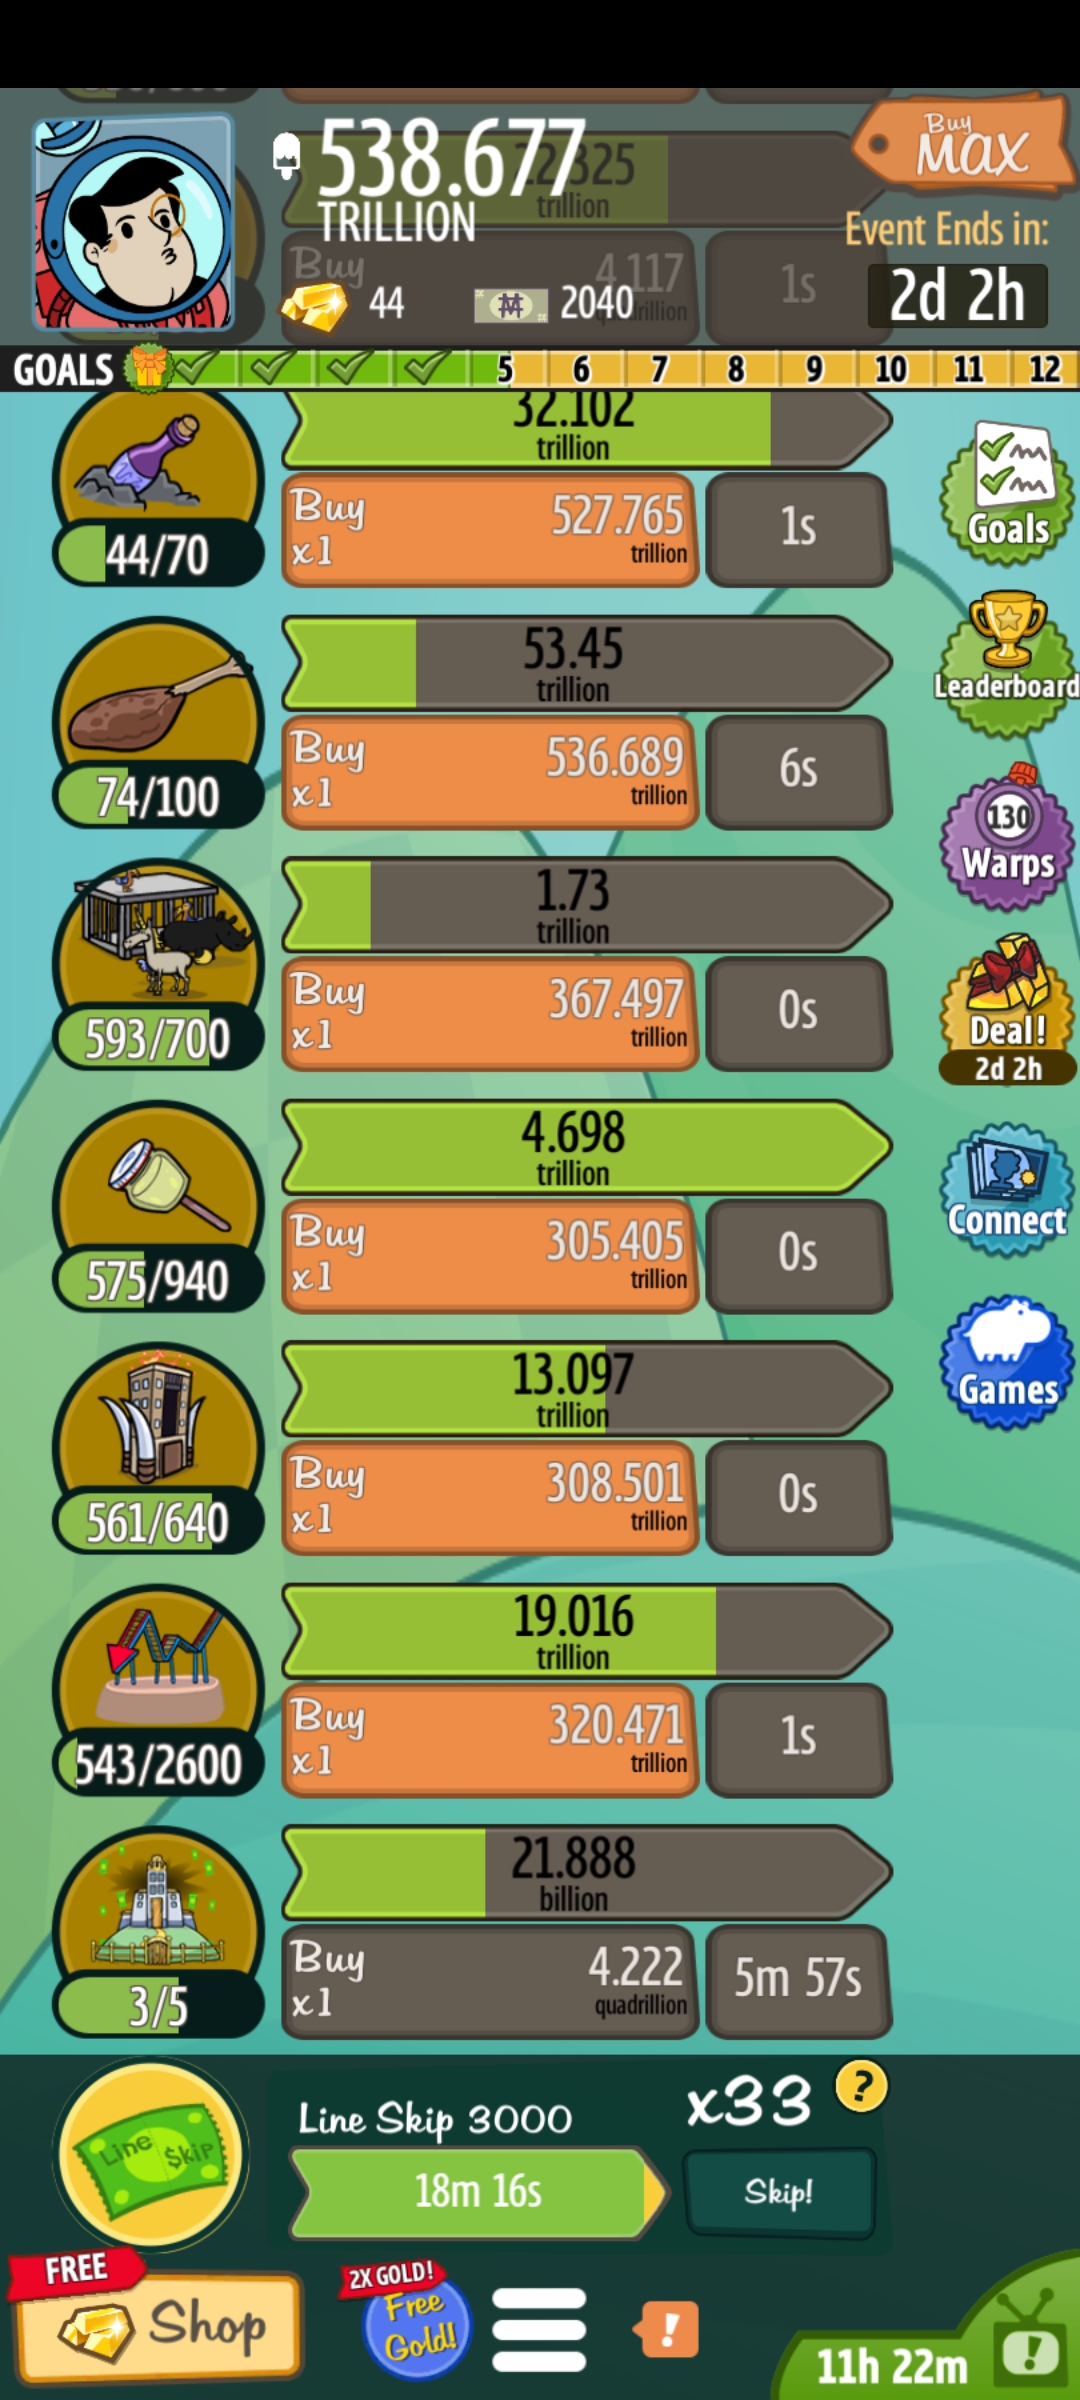 538.677
TRILLION
22.325
trillion
Buy
MAX
Event Ends in:
2d 2h
Buy
4.117
1s
44
2040
GOALS
5 6 7 8 9 10 11 12
32.102
trillion
Buy
x1
527.765
trillion
1s
44/70
Goals
53.45
trillion
Buy
x1
536.689
trillion
6s
74/100
Leaderboard
130
Warps
1.73
trillion
Buy
x1
367.497
trillion
0s
593/700
Deal!
2d 2h
4.698
trillion
Buy
x1
305.405
trillion
0s
575/940
Connect
13.097
trillion
Buy
x1
308.501
trillion
0s
561/640
Games
19.016
trillion
Buy
x1
320.471
trillion
1s
543/2600
21.888
billion
Buy
x1
4.222
quadrillion
5m 57s
3/5
Line $kip
Line Skip 3000
18m 16s
x33
?
Skip!
FREE
Shop
2X GOLD!
Free
Gold!
!
11h 22m
!